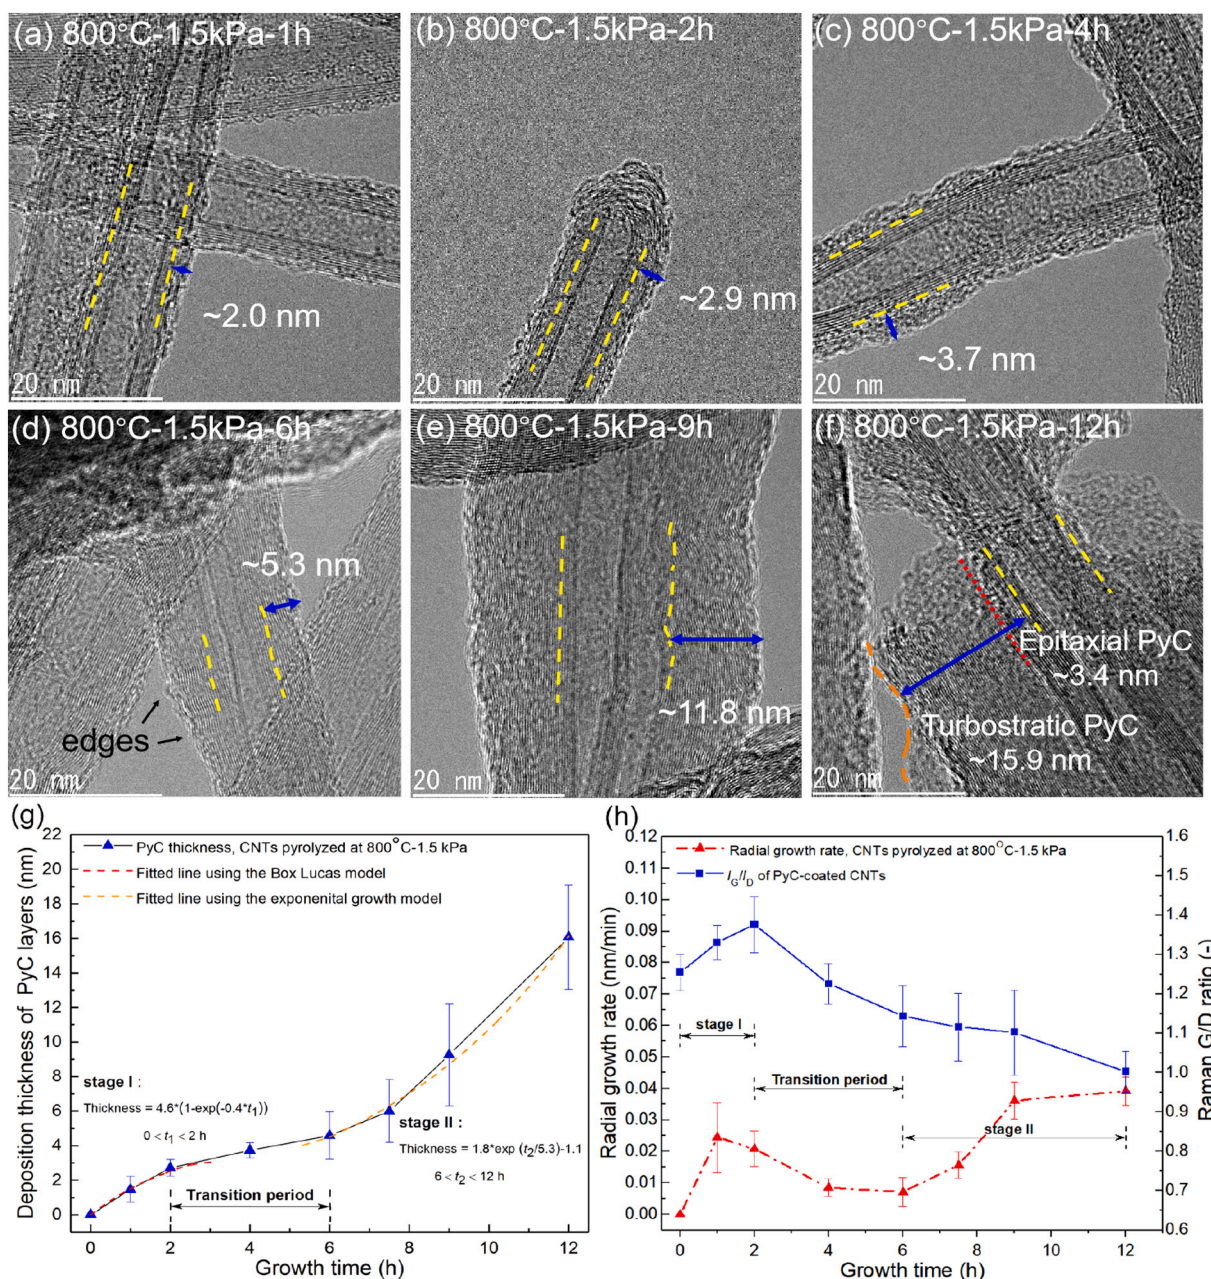 (a) 800°C-1.5kPa-1h
~2.0 nm
20 nm
(b) 800°C-1.5kPa-2h
~2.9 nm
20 nm
(c) 800°C-1.5kPa-4h
~3.7 nm
20 nm
(d) 800°C-1.5kPa-6h
~5.3 nm
edges
20 nm
(e) 800°C-1.5kPa-9h
~11.8 nm
20 nm
(f) 800°C-1.5kPa-12h
Epitaxial PyC
~3.4 nm
Turbostratic PyC
~15.9 nm
20 nm
(g)
Deposition thickness of PyC layers (nm)
22
20
18
16
14
12
10
8
6
4
2
0
PyC thickness, CNTs pyrolyzed at 800°C-1.5 kPa
Fitted line using the Box Lucas model
Fitted line using the exponenital growth model
stage I :
Thickness = 4.6*(1-exp(-0.4*t1))
0 < t1 < 2 h
Transition period
stage II :
Thickness = 1.8*exp (t2/5.3)-1.1
6 < t2 < 12 h
0 2 4 6 8 10 12
Growth time (h)
(h)
Radial growth rate (nm/min)
0.12
0.11
0.10
0.09
0.08
0.07
0.06
0.05
0.04
0.03
0.02
0.01
0.00
Radial growth rate, CNTs pyrolyzed at 800°C-1.5 kPa
IG/ID of PyC-coated CNTs
stage I
Transition period
stage II
1.6
1.5
1.4
1.3
1.2
1.1
1.0
0.9
0.8
0.7
0.6
Raman G/D ratio (-)
0 2 4 6 8 10 12
Growth time (h)